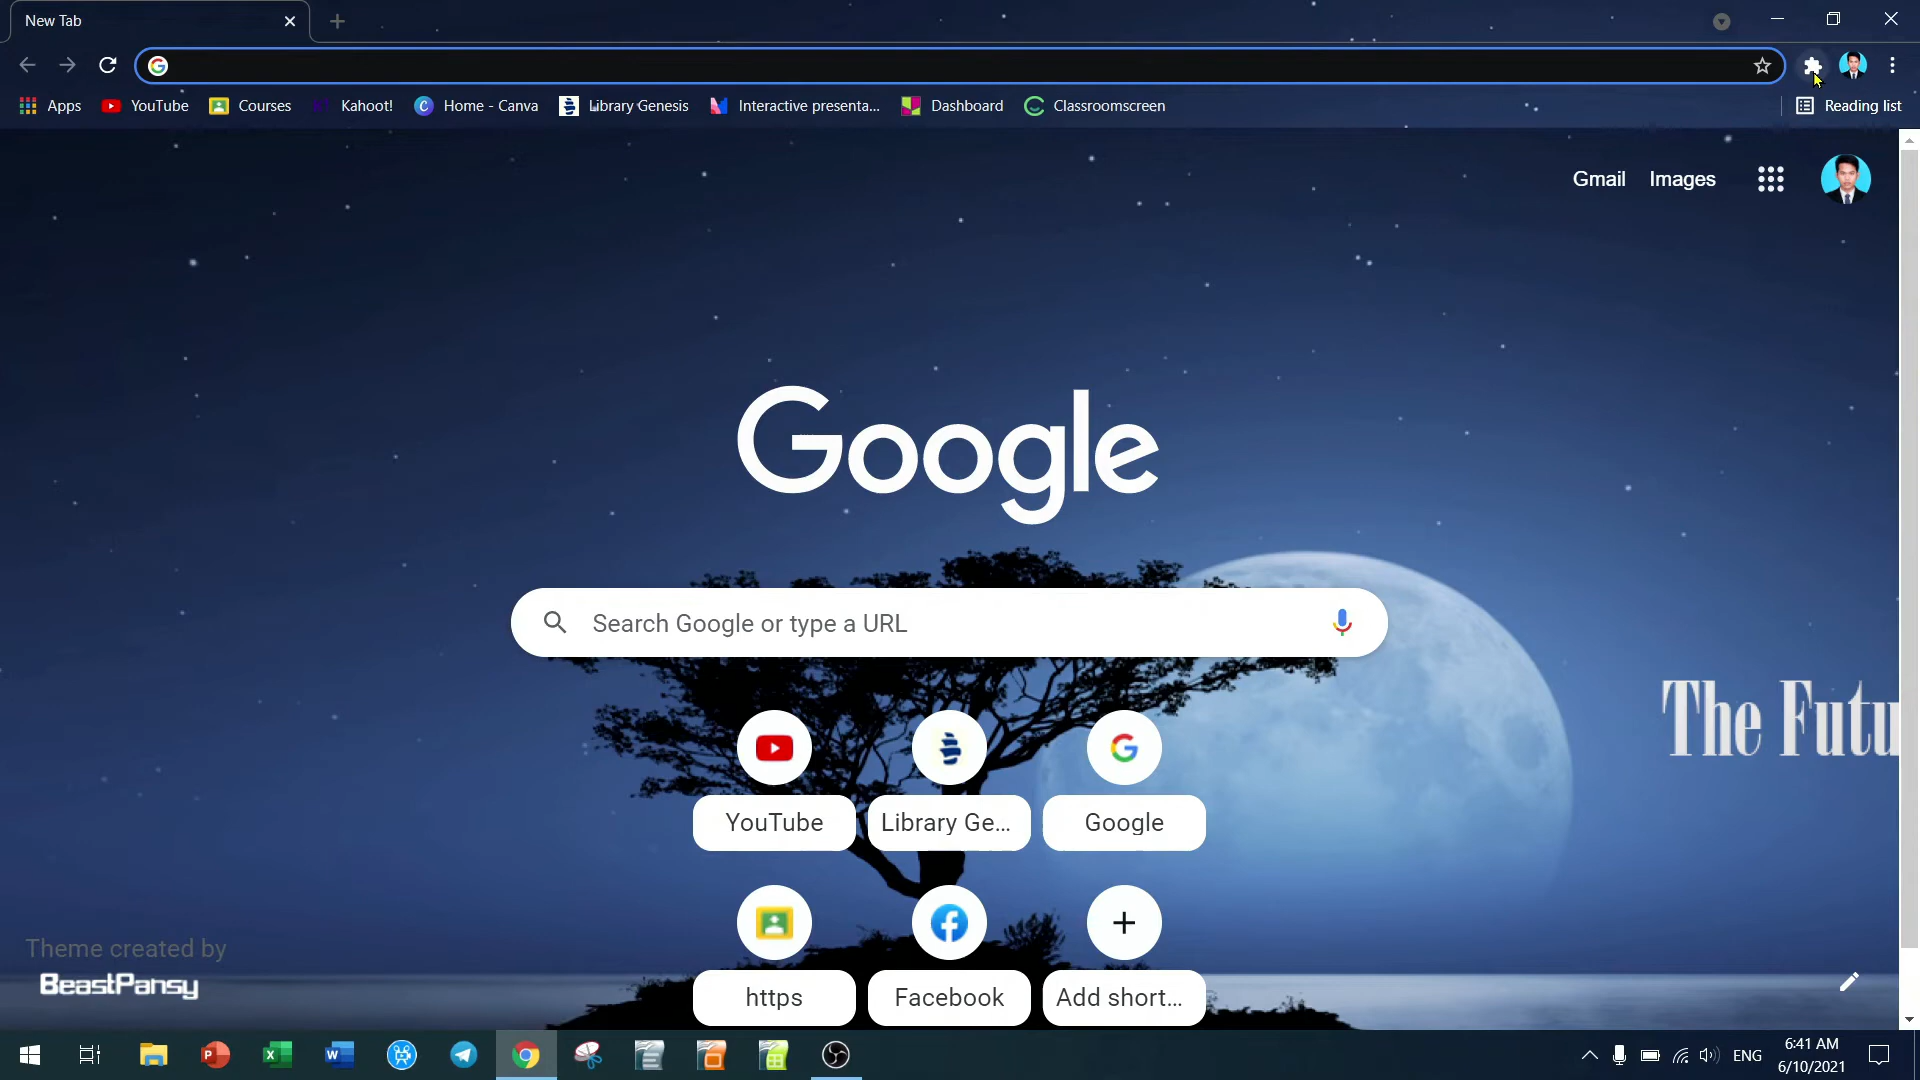 New Tab
Apps
YouTube
Courses
Kahoot!
Home - Canva
Library Genesis
Interactive presenta...
Dashboard
Classroomscreen
Reading list
Gmail
Images
Google
Search Google or type a URL
The Futu
YouTube
Library Ge...
Google
https
Facebook
Add short...
Theme created by
BeastPansy
ENG
6:41 AM
6/10/2021